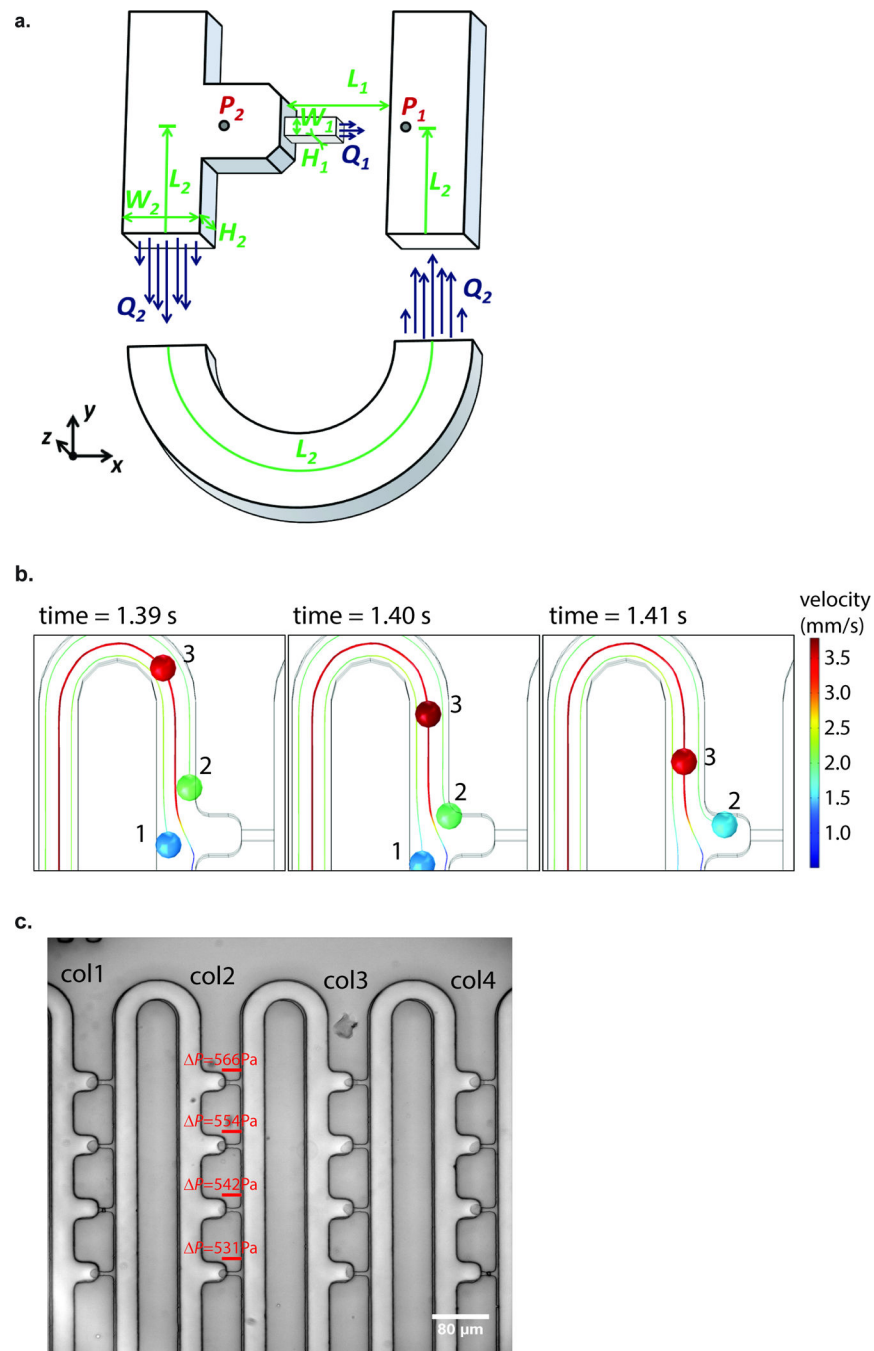 a.
L1
P2
W1
P1
H1
Q1
L2
L2
W2
H2
Q2
Q2
y
z
x
L2
b.
time = 1.39 s
time = 1.40 s
time = 1.41 s
velocity
(mm/s)
3
3
3
2
2
2
1
1
3.5
3.0
2.5
2.0
1.5
1.0
c.
col1
col2
col3
col4
ΔP=566Pa
ΔP=554Pa
ΔP=542Pa
ΔP=531Pa
80 μm